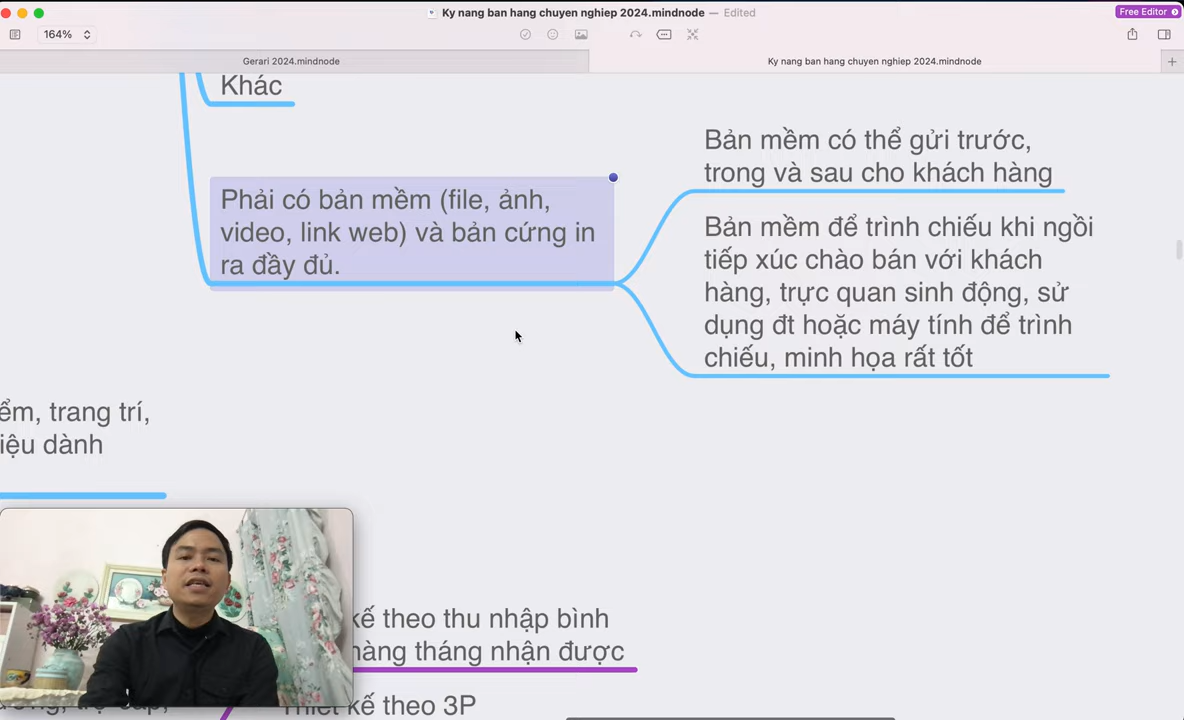 Ky nang ban hang chuyen nghiep 2024.mindnode — Edited
Free Editor
164%
Gerari 2024.mindnode
Ky nang ban hang chuyen nghiep 2024.mindnode
Khác
Phải có bản mềm (file, ảnh,
video, link web) và bản cứng in
ra đầy đủ.
Bản mềm có thể gửi trước,
trong và sau cho khách hàng
Bản mềm để trình chiếu khi ngồi
tiếp xúc chào bán với khách
hàng, trực quan sinh động, sử
dụng đt hoặc máy tính để trình
chiếu, minh họa rất tốt
trang trí,
dành
kế theo thu nhập bình
hàng tháng nhận được
Thiết kế theo 3P